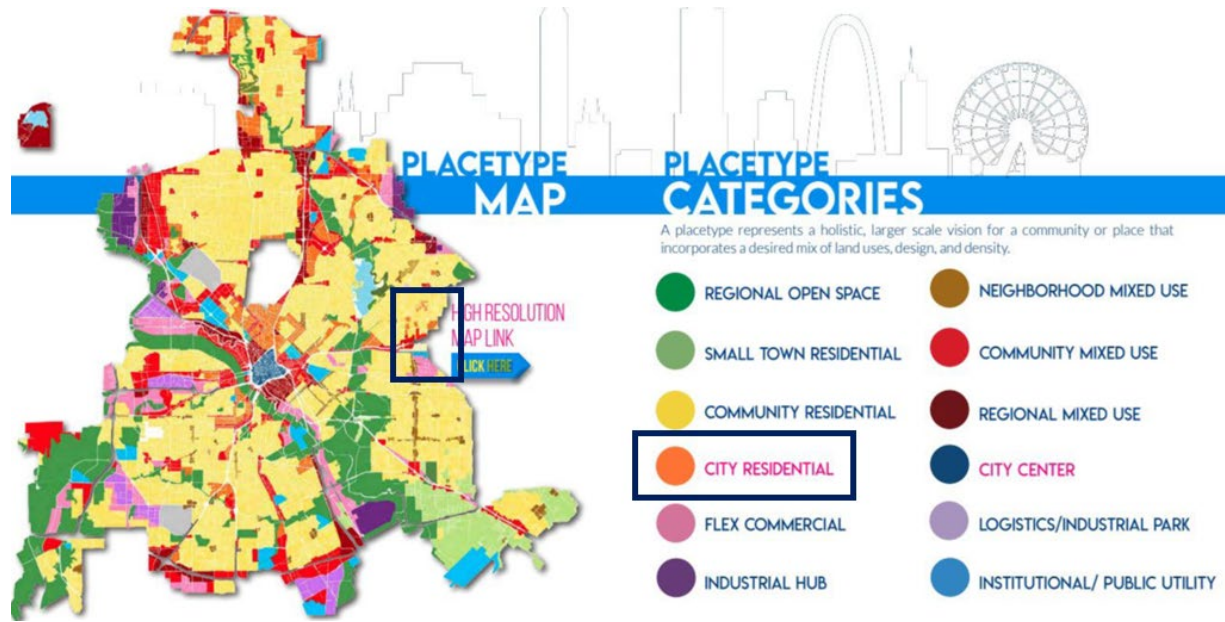 PLACETYPE
MAP
HIGH RESOLUTION
MAP LINK
CLICK HERE
PLACETYPE
CATEGORIES
A placetype represents a holistic, larger scale vision for a community or place that
incorporates a desired mix of land uses, design, and density.
REGIONAL OPEN SPACE
SMALL TOWN RESIDENTIAL
COMMUNITY RESIDENTIAL
CITY RESIDENTIAL
FLEX COMMERCIAL
INDUSTRIAL HUB
NEIGHBORHOOD MIXED USE
COMMUNITY MIXED USE
REGIONAL MIXED USE
CITY CENTER
LOGISTICS/INDUSTRIAL PARK
INSTITUTIONAL/ PUBLIC UTILITY